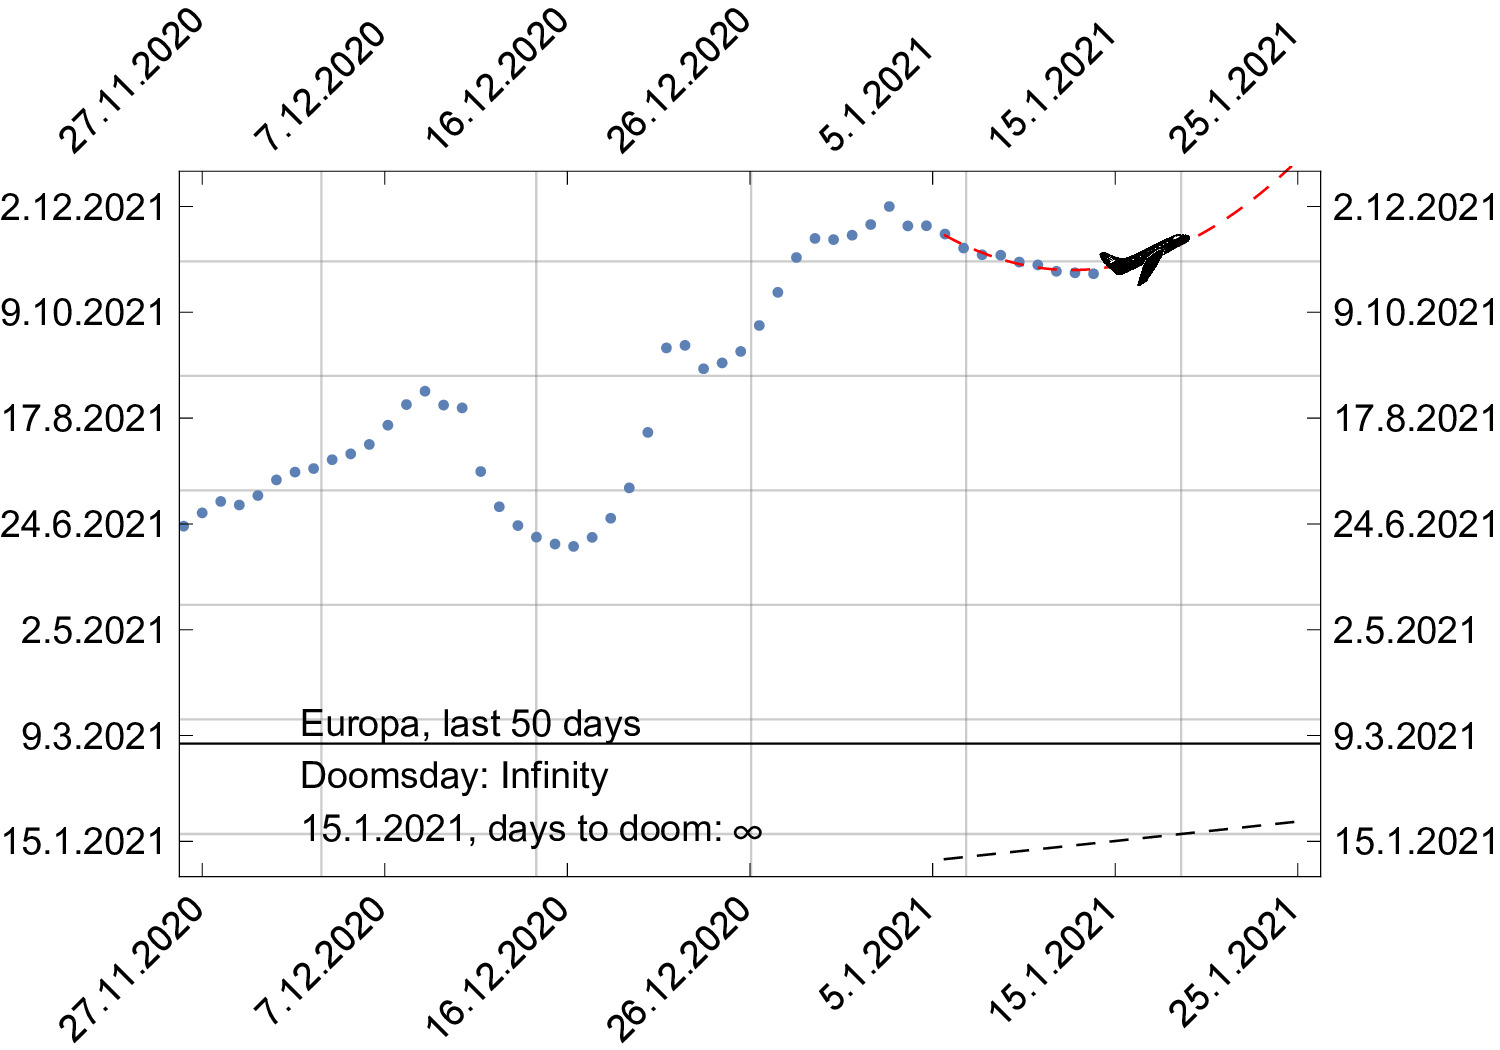 27.11.2020 7.12.2020 16.12.2020 26.12.2020 5.1.2021 15.1.2021 25.1.2021
2.12.2021 2.12.2021
9.10.2021 9.10.2021
17.8.2021 17.8.2021
24.6.2021 24.6.2021
2.5.2021 2.5.2021
Europa, last 50 days
9.3.2021 9.3.2021
Doomsday: Infinity
15.1.2021, days to doom: ∞
15.1.2021 15.1.2021
27.11.2020 7.12.2020 16.12.2020 26.12.2020 5.1.2021 15.1.2021 25.1.2021